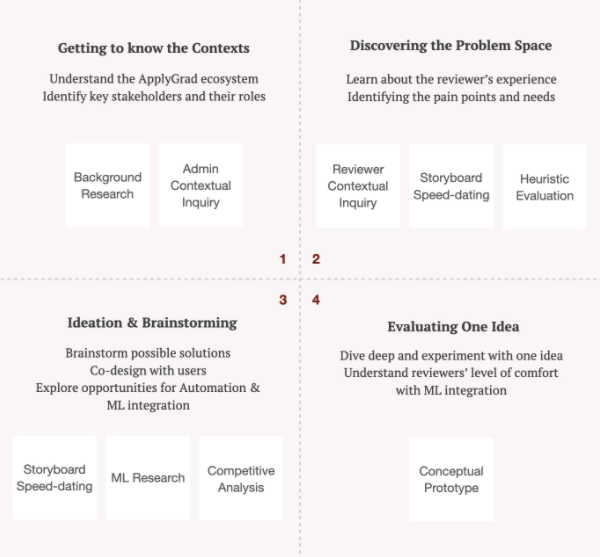 Getting to know the Contexts
Understand the ApplyGrad ecosystem
Identify key stakeholders and their roles
Background
Research
Admin
Contextual
Inquiry
1
Discovering the Problem Space
Learn about the reviewer's experience
Identifying the pain points and needs
Reviewer
Contextual
Inquiry
Storyboard
Speed-dating
Heuristic
Evaluation
2
3
Ideation & Brainstorming
Brainstorm possible solutions
Co-design with users
Explore opportunities for Automation &
ML integration
Storyboard
Speed-dating
ML Research
Competitive
Analysis
4
Evaluating One Idea
Dive deep and experiment with one idea
Understand reviewers' level of comfort
with ML integration
Conceptual
Prototype